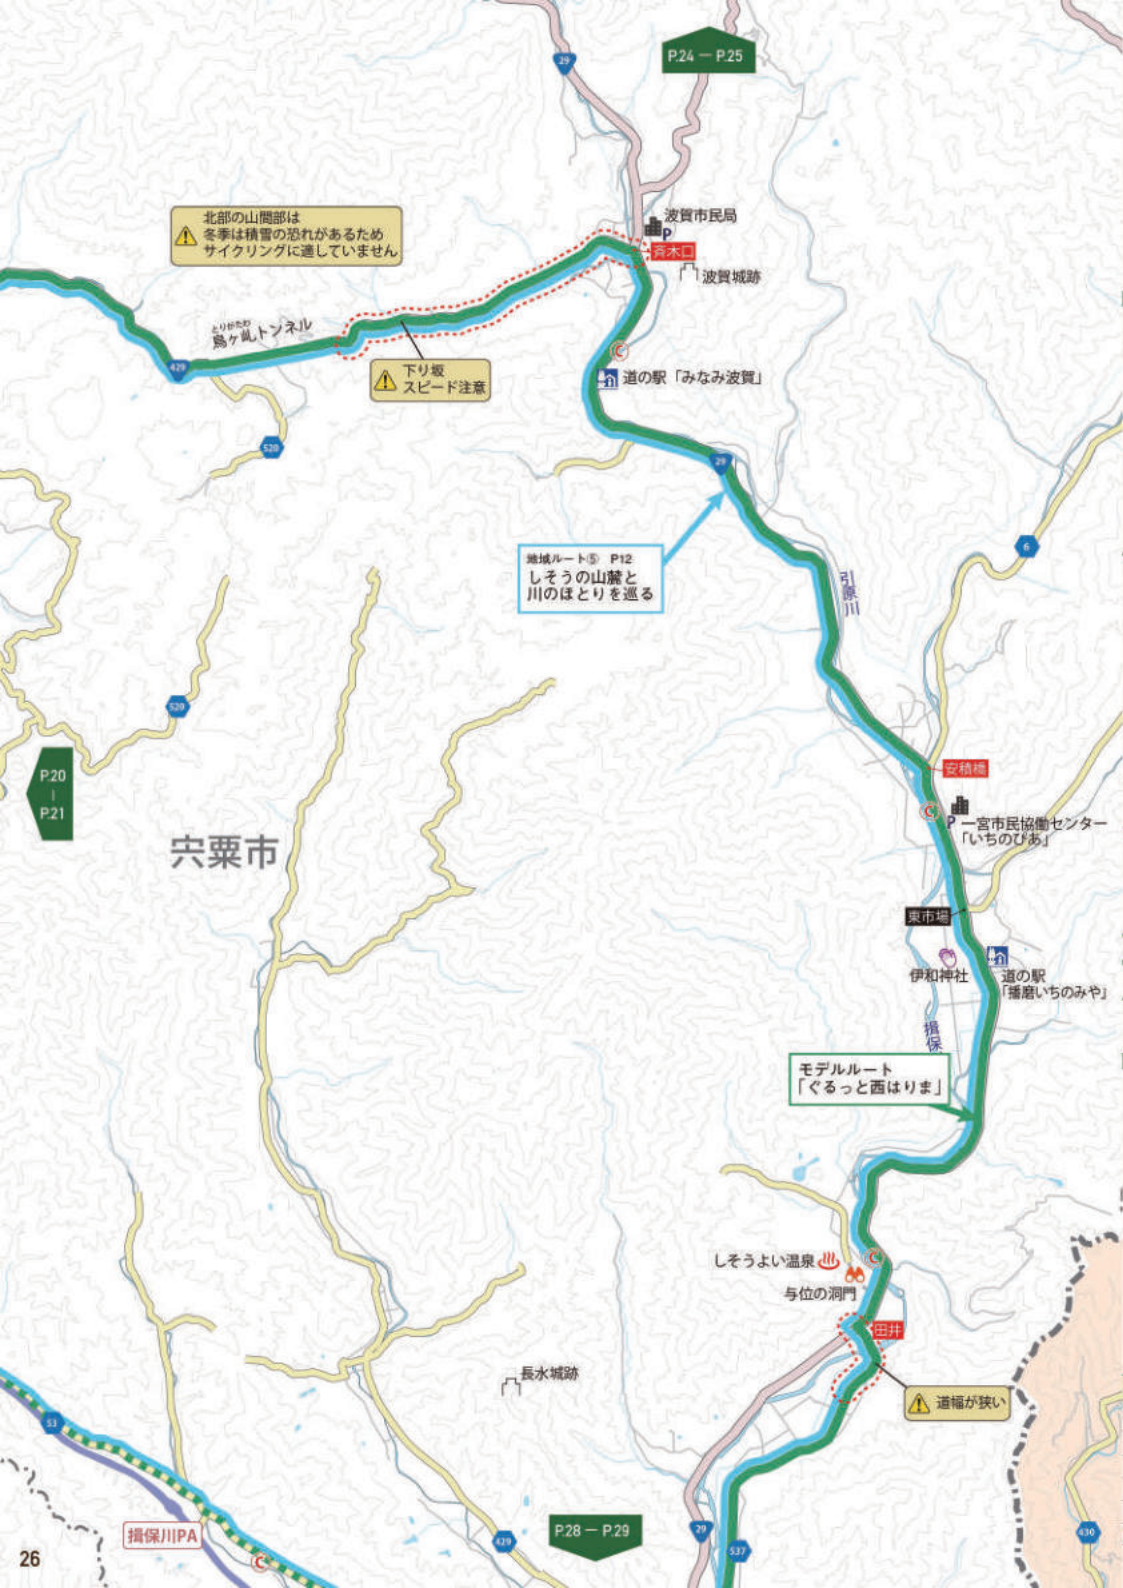 29
P.24 — P.25
北部の山間部は
冬季は積雪の恐れがあるため
サイクリングに適していません
波賀市民局
P
斉木口
波賀城跡
とりがたわ
鳥ヶ乢トンネル
C
429
下り坂
スピード注意
道の駅「みなみ波賀」
520
29
6
地域ルート⑤ P12
しそうの山麓と
川のほとりを巡る
引原川
520
P.20
|
P.21
安積橋
宍粟市
C
P
一宮市民協働センター
「いちのぴあ」
東市場
伊和神社
道の駅
「播磨いちのみや」
揖保
モデルルート
「ぐるっと西はりま」
しそうよい温泉
C
与位の洞門
田井
長水城跡
道幅が狭い
53
揖保川PA
C
429
P.28 — P.29
29
537
430
26